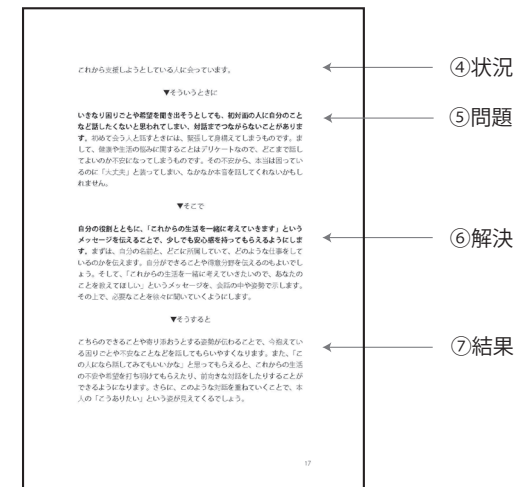 これから支援しようとしている人に会っています。
▼そういうときに
いきなり困りごとや希望を聞き出そうとしても、初対面の人に自分のこと
など話したくないと思われてしまい、対話までつながらないことがありま
す。初めて会う人と話すときには、緊張して身構えてしまうものです。ま
して、健康や生活の悩みに関することはデリケートなので、どこまで話し
てよいのか不安になってしまうものです。その不安から、本当は困ってい
るのに「大丈夫」と装ってしまい、なかなか本音を話してくれないかもし
れません。
▼そこで
自分の役割とともに、「これからの生活を一緒に考えていきます」という
メッセージを伝えることで、少しでも安心感を持ってもらえるようにしま
す。まずは、自分の名前と、どこに所属していて、どのような仕事をして
いるのかを伝えます。自分ができることや得意分野を伝えるのもよいでし
ょう。そして、「これからの生活を一緒に考えていきたいので、あなたの
ことを教えてほしい」というメッセージを、会話の中や姿勢で示します。
その上で、必要なことを徐々に聞いていくようにします。
▼そうすると
こちらのできることや寄り添おうとする姿勢が伝わることで、今抱えてい
る困りごとや不安なことなどを話してもらいやすくなります。また、「こ
の人になら話してみてもいいかな」と思ってもらえると、これからの生活
の不安や希望を打ち明けてもらえたり、前向きな対話をしたりすることが
できるようになります。さらに、このような対話を重ねていくことで、本
人の「こうありたい」という姿が見えてくるでしょう。
17
④状況
⑤問題
⑥解決
⑦結果